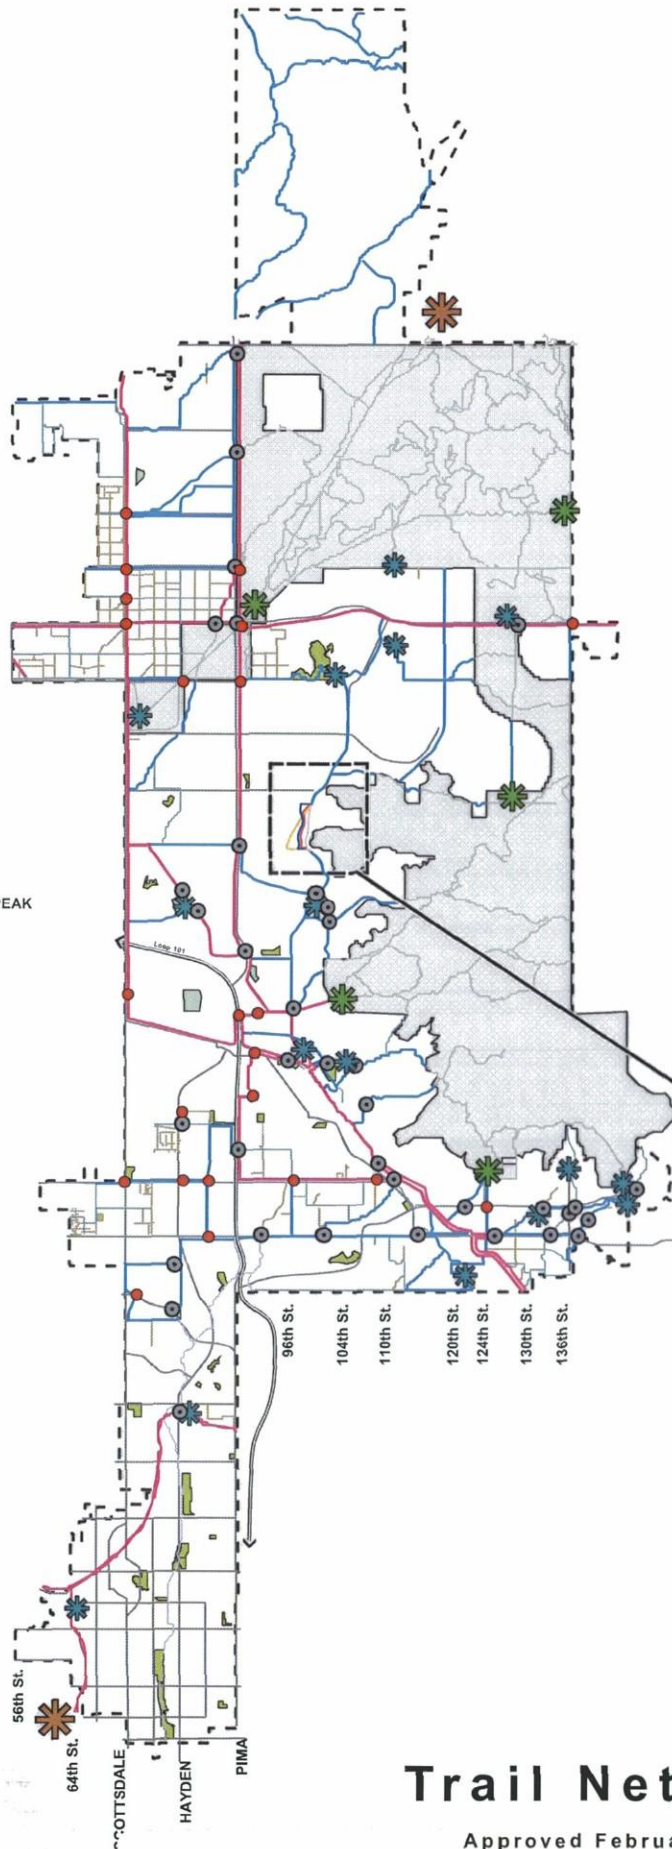 PEAK
Loop 101
96th St.
104th St.
110th St.
120th St.
124th St.
130th St.
136th St.
56th St.
64th St.
COTTSDALE
HAYDEN
PIMA
Trail Net
Approved Februa